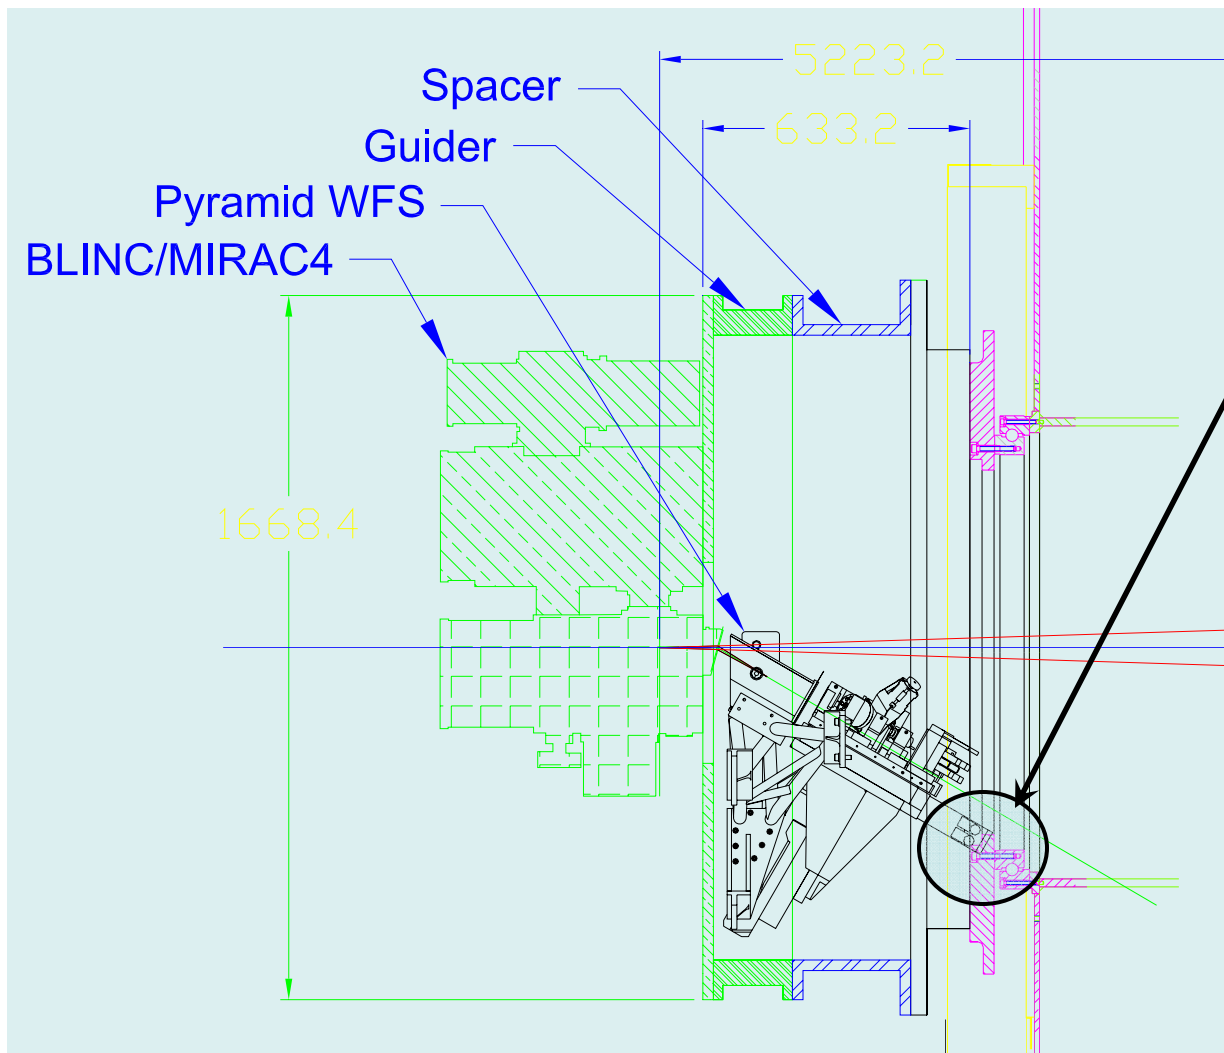 5223.2
Spacer
633.2
Guider
Pyramid WFS
BLINC/MIRAC4
1668.4